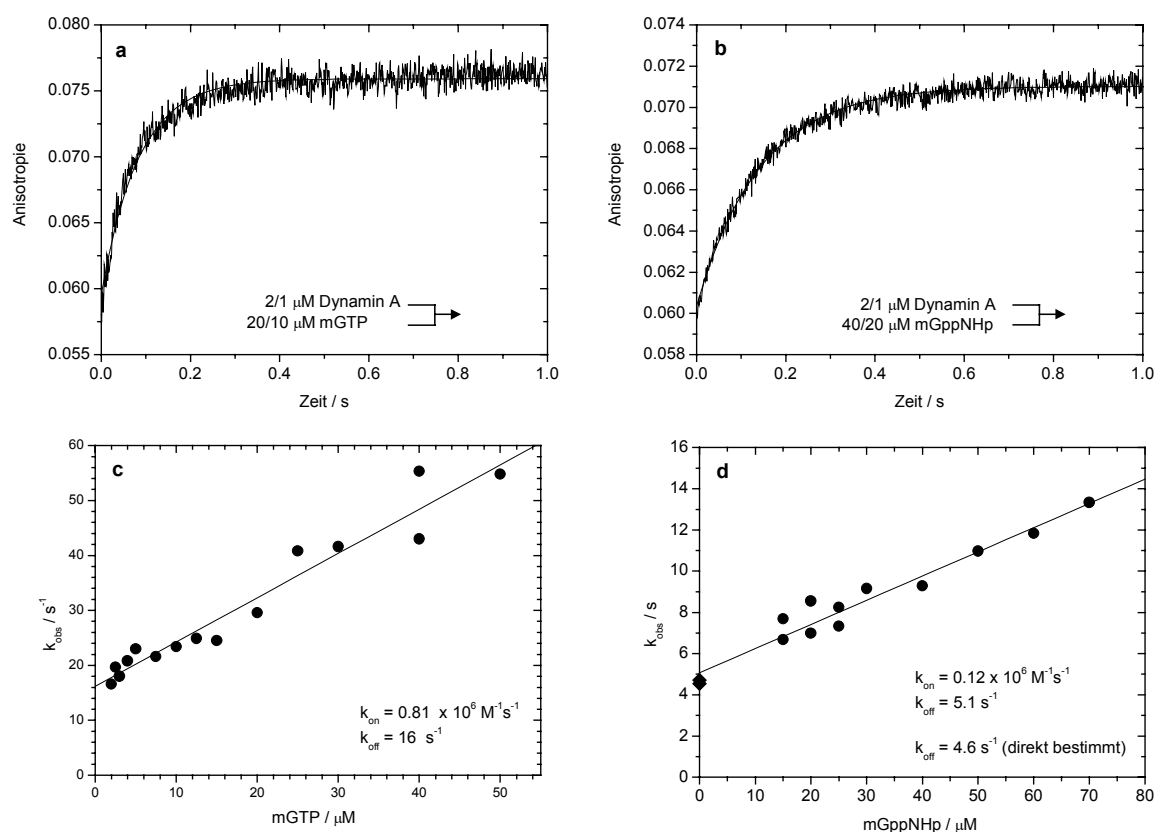 a
0.080
0.075
0.070
0.065
0.060
0.055
Anisotropie
2/1 μM Dynamin A
20/10 μM mGTP
0.0 0.2 0.4 0.6 0.8 1.0
Zeit / s
b
0.074
0.072
0.070
0.068
0.066
0.064
0.062
0.060
0.058
Anisotropie
2/1 μM Dynamin A
40/20 μM mGppNHp
0.0 0.2 0.4 0.6 0.8 1.0
Zeit / s
c
60
50
40
30
20
10
0
k_obs / s⁻¹
k_on = 0.81 x 10⁶ M⁻¹s⁻¹
k_off = 16 s⁻¹
0 10 20 30 40 50
mGTP / μM
d
16
14
12
10
8
6
4
2
0
k_obs / s
k_on = 0.12 x 10⁶ M⁻¹s⁻¹
k_off = 5.1 s⁻¹
k_off = 4.6 s⁻¹ (direkt bestimmt)
0 10 20 30 40 50 60 70 80
mGppNHp / μM